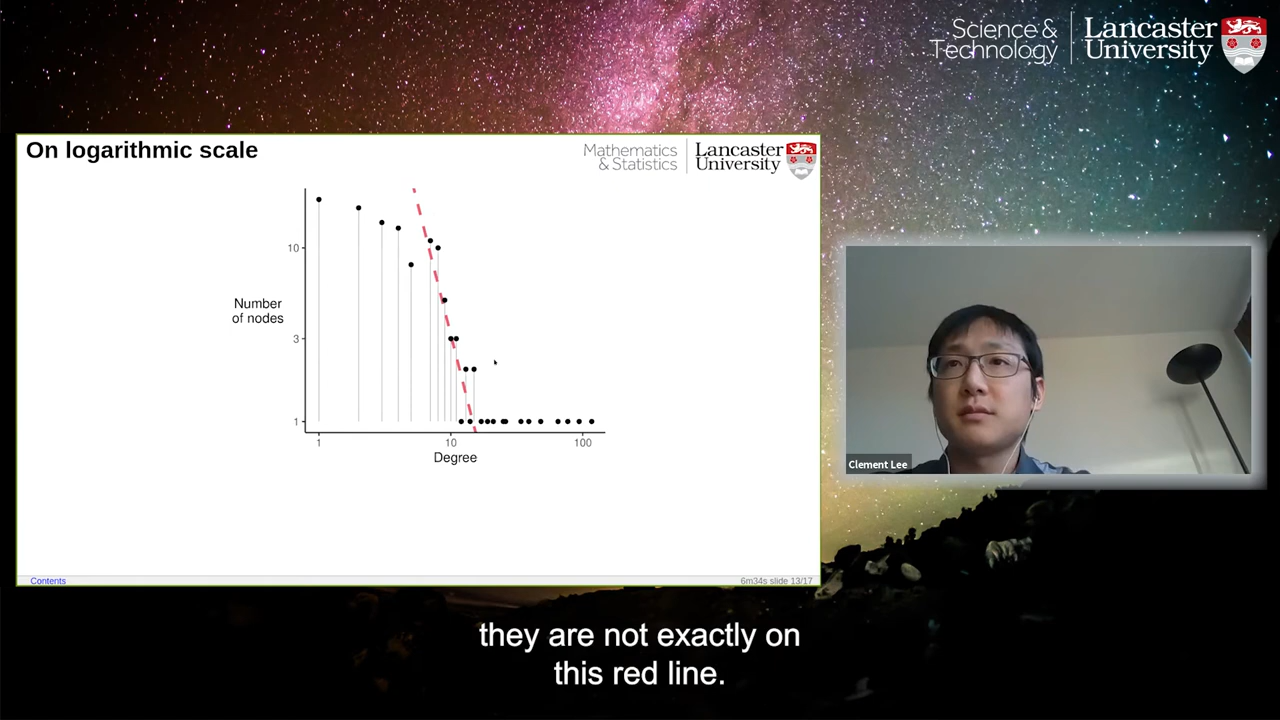 Science &
Technology
Lancaster
University
On logarithmic scale
Mathematics
& Statistics
Lancaster
University
10
3
1
Number
of nodes
1
10
100
Degree
Clement Lee
Contents
6m34s slide 13/17
they are not exactly on
this red line.